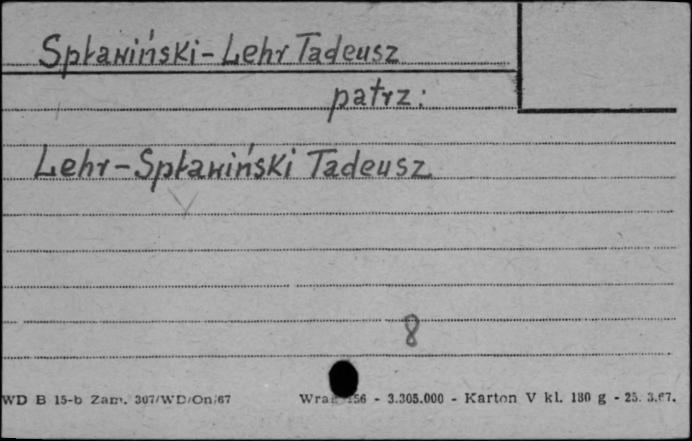 Spławiński-Lehr Tadeusz
patrz:
Lehr-Spławiński Tadeusz
8
WD B 15-b Zam. 307/WD/On/67 56 - 3.305.000 - Karton V kl. 180 g - 25. 3.67.